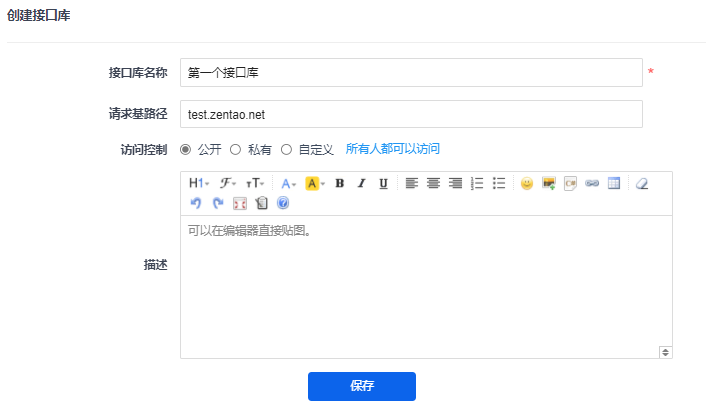 创建接口库
接口库名称 第一个接口库 *
请求基路径 test.zentao.net
访问控制 公开 私有 自定义 所有人都可以访问
H1 ℱ тT A A B I U
可以在编辑器直接贴图。
描述
保存